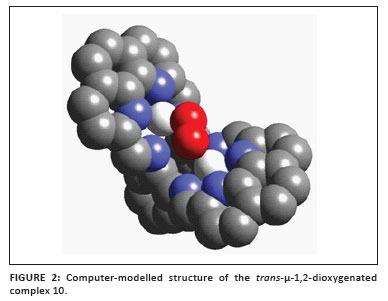 FIGURE 2: Computer-modelled structure of the trans-μ-1,2-dioxygenated
complex 10.